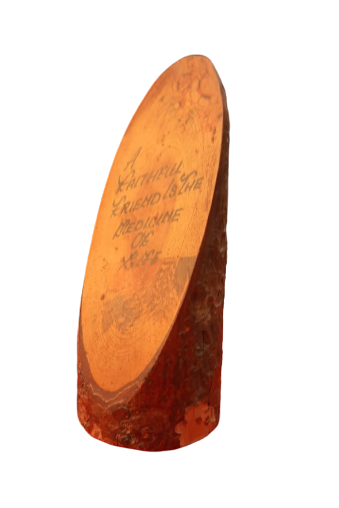 A
FAITHFUL
FRIEND IS THE
MEDICINE
OF
LIFE